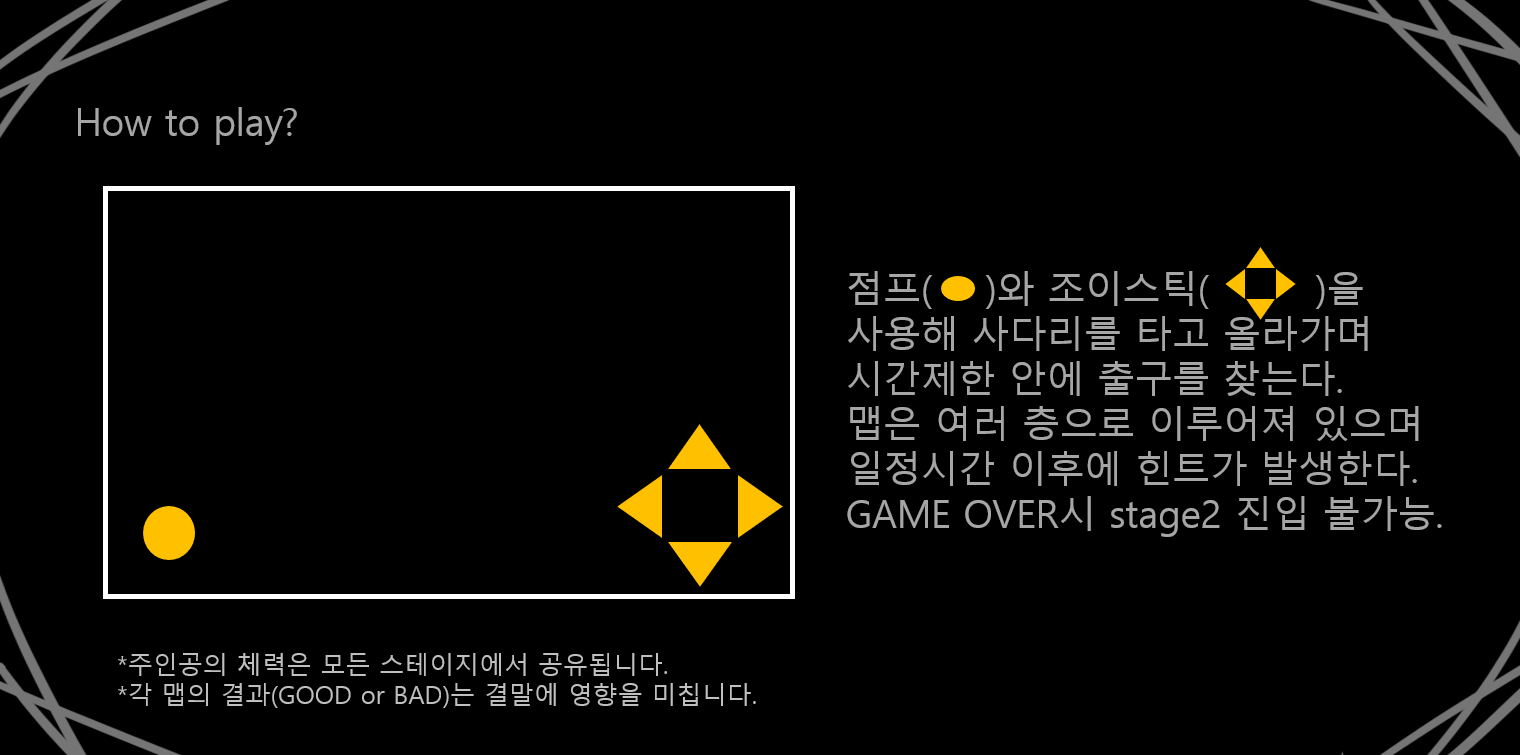 How to play?
점프( )와 조이스틱( )을
사용해 사다리를 타고 올라가며
시간제한 안에 출구를 찾는다.
맵은 여러 층으로 이루어져 있으며
일정시간 이후에 힌트가 발생한다.
GAME OVER시 stage2 진입 불가능.
*주인공의 체력은 모든 스테이지에서 공유됩니다.
*각 맵의 결과(GOOD or BAD)는 결말에 영향을 미칩니다.